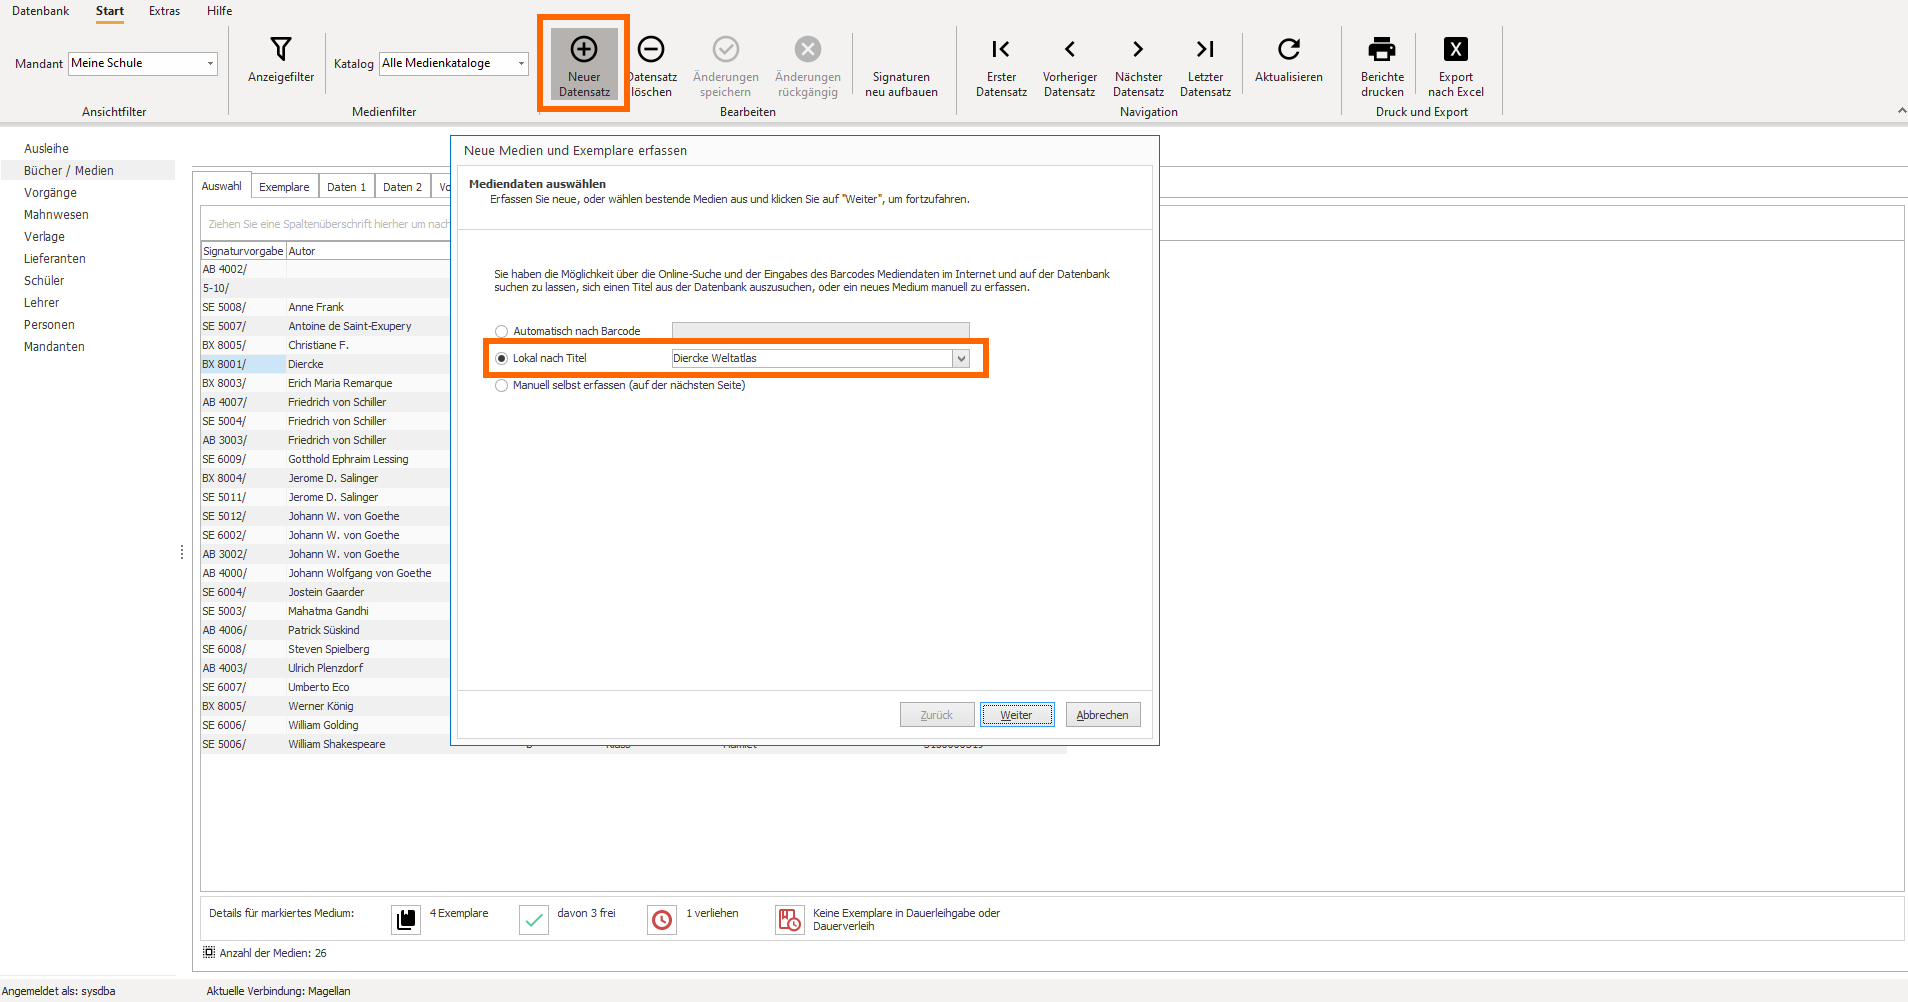 Datenbank Start Extras Hilfe
Mandant Meine Schule
Anzeigefilter
Katalog Alle Medienkataloge
Neuer
Datensatz
Datensatz
löschen
Änderungen
speichern
Änderungen
rückgängig
Signaturen
neu aufbauen
Erster
Datensatz
Vorheriger
Datensatz
Nächster
Datensatz
Letzter
Datensatz
Aktualisieren
Berichte
drucken
Export
nach Excel
Ansichtfilter Medienfilter Bearbeiten Navigation Druck und Export
Ausleihe
Bücher / Medien
Vorgänge
Mahnwesen
Verlage
Lieferanten
Schüler
Lehrer
Personen
Mandanten
Auswahl Exemplare Daten 1 Daten 2 Vo
Ziehen Sie eine Spaltenüberschrift hierher um nach
Signaturvorgabe Autor
AB 4002/
5-10/
SE 5008/ Anne Frank
SE 5007/ Antoine de Saint-Exupery
BX 8005/ Christiane F.
BX 8001/ Diercke
BX 8003/ Erich Maria Remarque
AB 4007/ Friedrich von Schiller
SE 5004/ Friedrich von Schiller
AB 3003/ Friedrich von Schiller
SE 6009/ Gotthold Ephraim Lessing
BX 8004/ Jerome D. Salinger
SE 5011/ Jerome D. Salinger
SE 5012/ Johann W. von Goethe
SE 6002/ Johann W. von Goethe
AB 3002/ Johann W. von Goethe
AB 4000/ Johann Wolfgang von Goethe
SE 6004/ Jostein Gaarder
SE 5003/ Mahatma Gandhi
AB 4006/ Patrick Süskind
SE 6008/ Steven Spielberg
AB 4003/ Ulrich Plenzdorf
SE 6007/ Umberto Eco
BX 8005/ Werner König
SE 6006/ William Golding
SE 5006/ William Shakespeare
Neue Medien und Exemplare erfassen
Mediendaten auswählen
Erfassen Sie neue, oder wählen bestende Medien aus und klicken Sie auf "Weiter", um fortzufahren.
Sie haben die Möglichkeit über die Online-Suche und der Eingabes des Barcodes Mediendaten im Internet und auf der Datenbank
suchen zu lassen, sich einen Titel aus der Datenbank auszusuchen, oder ein neues Medium manuell zu erfassen.
Automatisch nach Barcode
Lokal nach Titel Diercke Weltatlas
Manuell selbst erfassen (auf der nächsten Seite)
Zurück Weiter Abbrechen
Details für markiertes Medium: 4 Exemplare davon 3 frei 1 verliehen Keine Exemplare in Dauerleihgabe oder
Dauerverleih
Anzahl der Medien: 26
Angemeldet als: sysdba Aktuelle Verbindung: Magellan